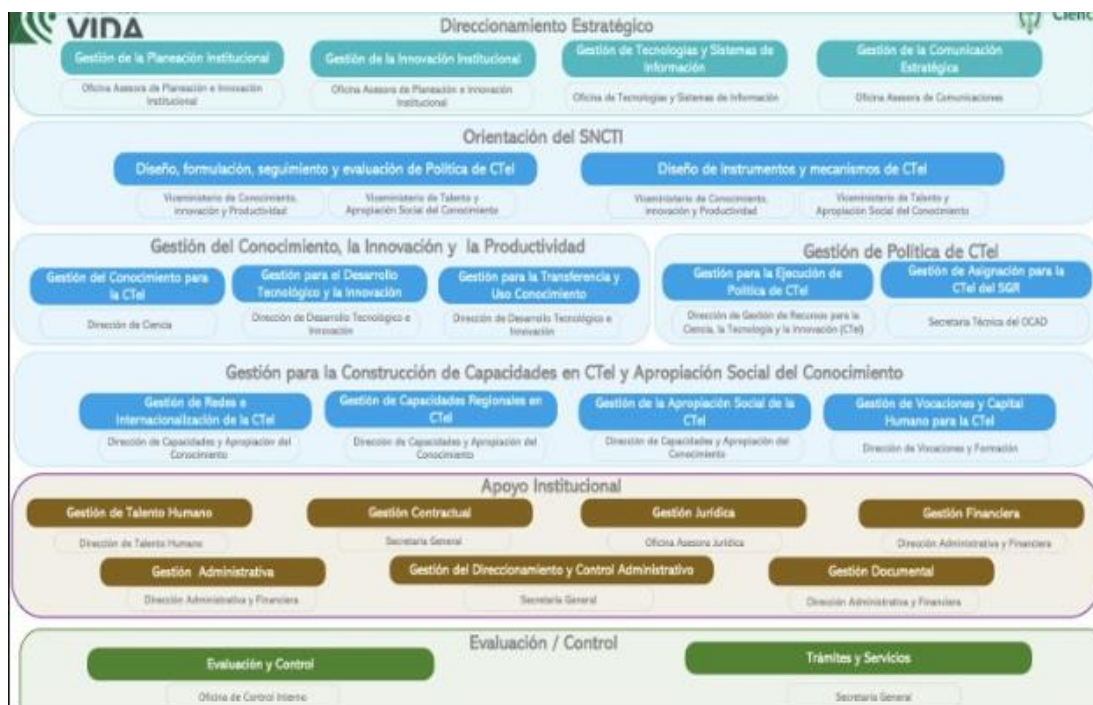 VIDA
Cienc
Direccionamiento Estratégico
Gestión de la Planeación Institucional
Gestión de la Innovación Institucional
Gestión de Tecnologías y Sistemas de
Información
Gestión de la Comunicación
Estratégica
Oficina Asesora de Planeación e Innovación
Institucional
Oficina Asesora de Planeación e Innovación
Institucional
Oficina de Tecnologías y Sistemas de Información
Oficina Asesora de Comunicaciones
Orientación del SNCTI
Diseño, formulación, seguimiento y evaluación de Política de CTeI
Diseño de Instrumentos y mecanismos de CTeI
Viceministerio de Conocimiento,
Innovación y Productividad
Viceministerio de Talento y
Apropiación Social del Conocimiento
Viceministerio de Conocimiento,
Innovación y Productividad
Viceministerio de Talento y
Apropiación Social del Conocimiento
Gestión del Conocimiento, la Innovación y la Productividad
Gestión del Conocimiento para
la CTeI
Gestión para el Desarrollo
Tecnológico y la Innovación
Gestión para la Transferencia y
Uso Conocimiento
Dirección de Ciencia
Dirección de Desarrollo Tecnológico e
Innovación
Dirección de Desarrollo Tecnológico e
Innovación
Gestión de Política de CTeI
Gestión para la Ejecución de
Política de CTeI
Gestión de Asignación para la
CTeI del SGR
Dirección de Gestión de Recursos para la
Ciencia, la Tecnología y la Innovación (CTeI)
Secretaria Técnica del OCAD
Gestión para la Construcción de Capacidades en CTeI y Apropiación Social del Conocimiento
Gestión de Redes e
Internacionalización de la CTeI
Gestión de Capacidades Regionales en
CTeI
Gestión de la Apropiación Social de la
CTeI
Gestión de Vocaciones y Capital
Humano para la CTeI
Dirección de Capacidades y Apropiación del
Conocimiento
Dirección de Capacidades y Apropiación del
Conocimiento
Dirección de Capacidades y Apropiación del
Conocimiento
Dirección de Vocaciones y Formación
Apoyo Institucional
Gestión de Talento Humano
Gestión Contractual
Gestión Jurídica
Gestión Financiera
Dirección de Talento Humano
Secretaría General
Oficina Asesora Jurídica
Dirección Administrativa y Financiera
Gestión Administrativa
Gestión del Direccionamiento y Control Administrativo
Gestión Documental
Dirección Administrativa y Financiera
Secretaría General
Dirección Administrativa y Financiera
Evaluación / Control
Evaluación y Control
Trámites y Servicios
Oficina de Control Interno
Secretaría General